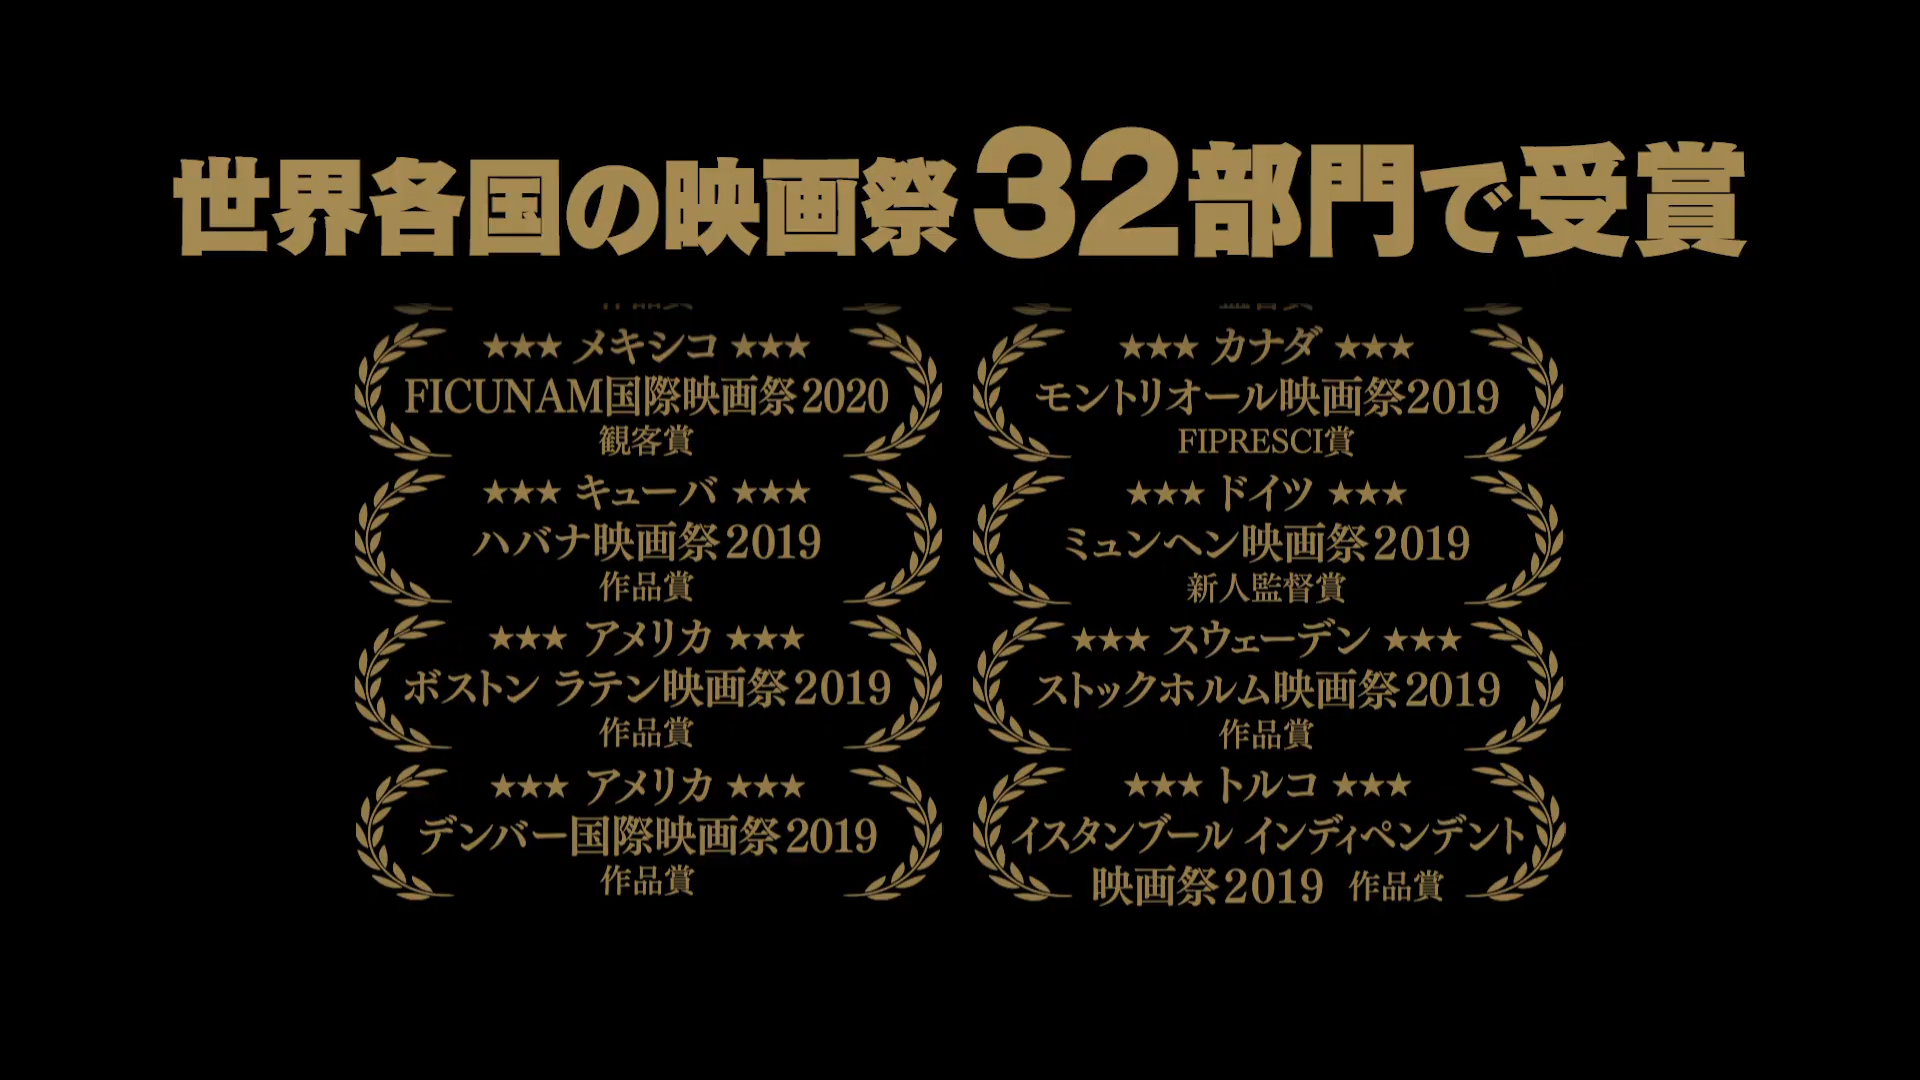 世界各国の映画祭32部門で受賞
★★★ メキシコ ★★★
FICUNAM国際映画祭2020
観客賞
★★★ カナダ ★★★
モントリオール映画祭2019
FIPRESCI賞
★★★ キューバ ★★★
ハバナ映画祭2019
作品賞
★★★ ドイツ ★★★
ミュンヘン映画祭2019
新人監督賞
★★★ アメリカ ★★★
ボストン ラテン映画祭2019
作品賞
★★★ スウェーデン ★★★
ストックホルム映画祭2019
作品賞
★★★ アメリカ ★★★
デンバー国際映画祭2019
作品賞
★★★ トルコ ★★★
イスタンブール インディペンデント
映画祭2019 作品賞